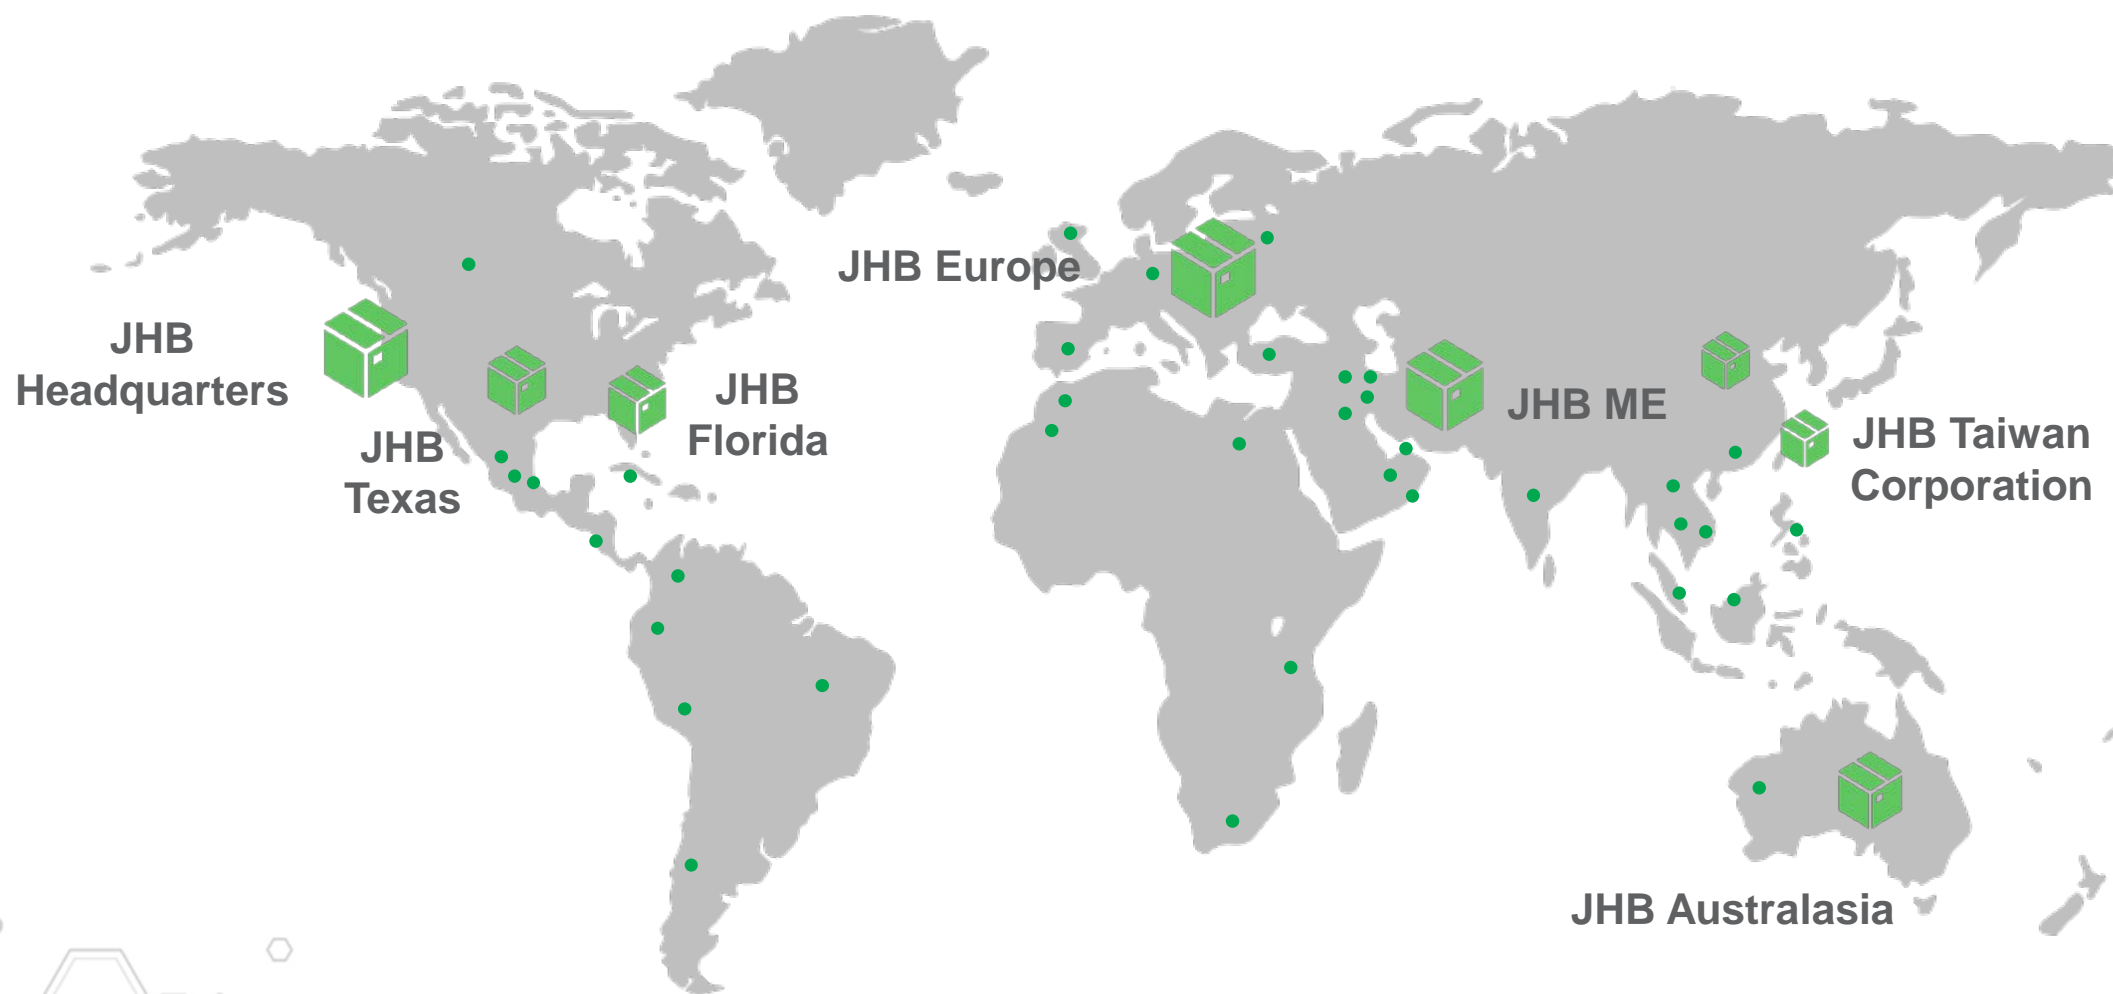 JHB Europe
JHB
Headquarters
JHB
Texas
JHB
Florida
JHB ME
JHB Taiwan
Corporation
JHB Australasia